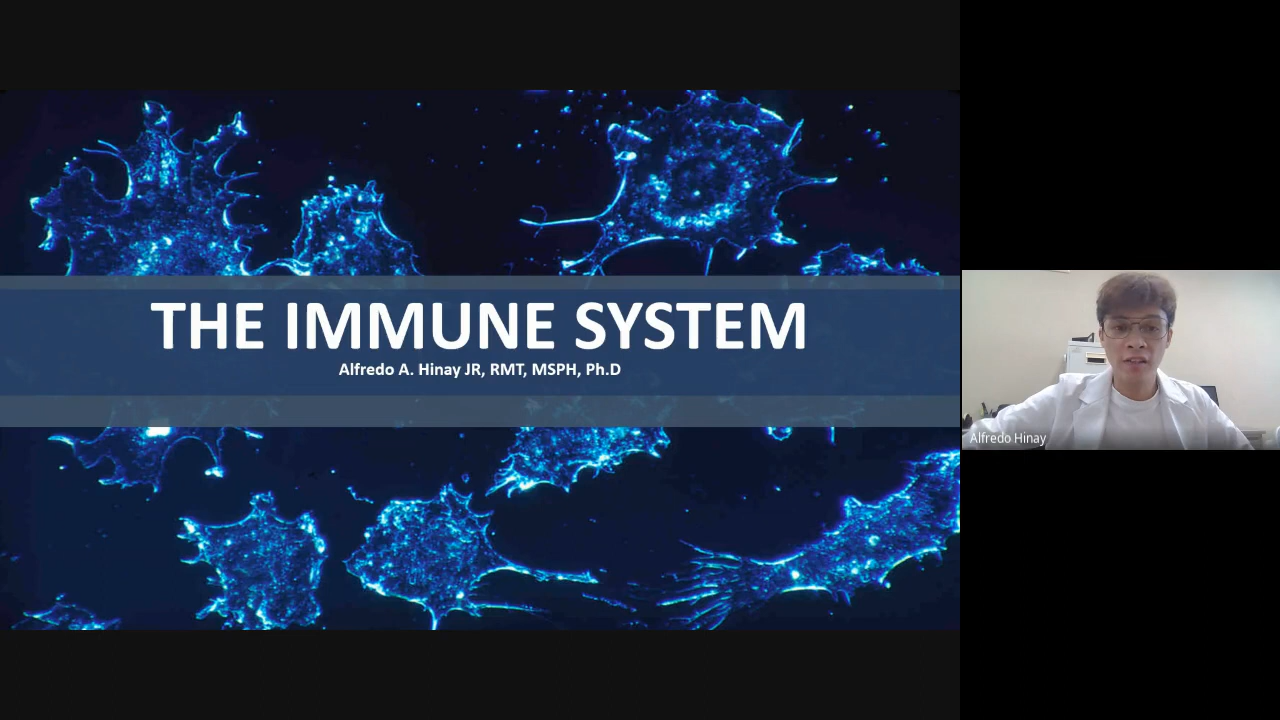 THE IMMUNE SYSTEM
Alfredo A. Hinay JR, RMT, MSPH, Ph.D
Alfredo Hinay